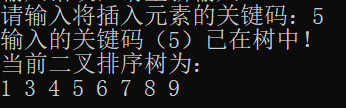 请输入将插入元素的关键码：5
输入的关键码（5）已在树中！
当前二叉排序树为：
1 3 4 5 6 7 8 9